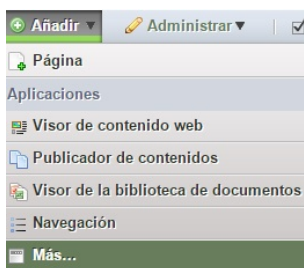 Añadir Administrar
Página
Aplicaciones
Visor de contenido web
Publicador de contenidos
Visor de la biblioteca de documentos
Navegación
Más...